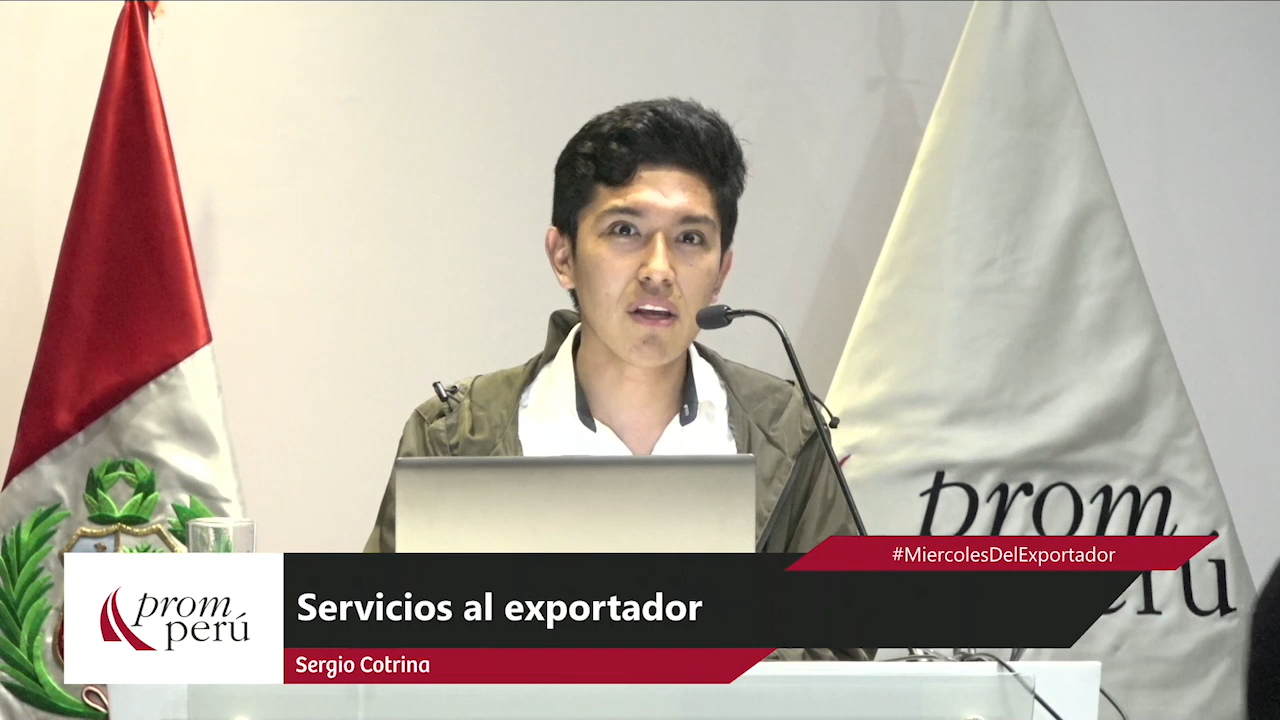 prom
perú
#MiercolesDelExportador
prom
perú
Servicios al exportador
Sergio Cotrina